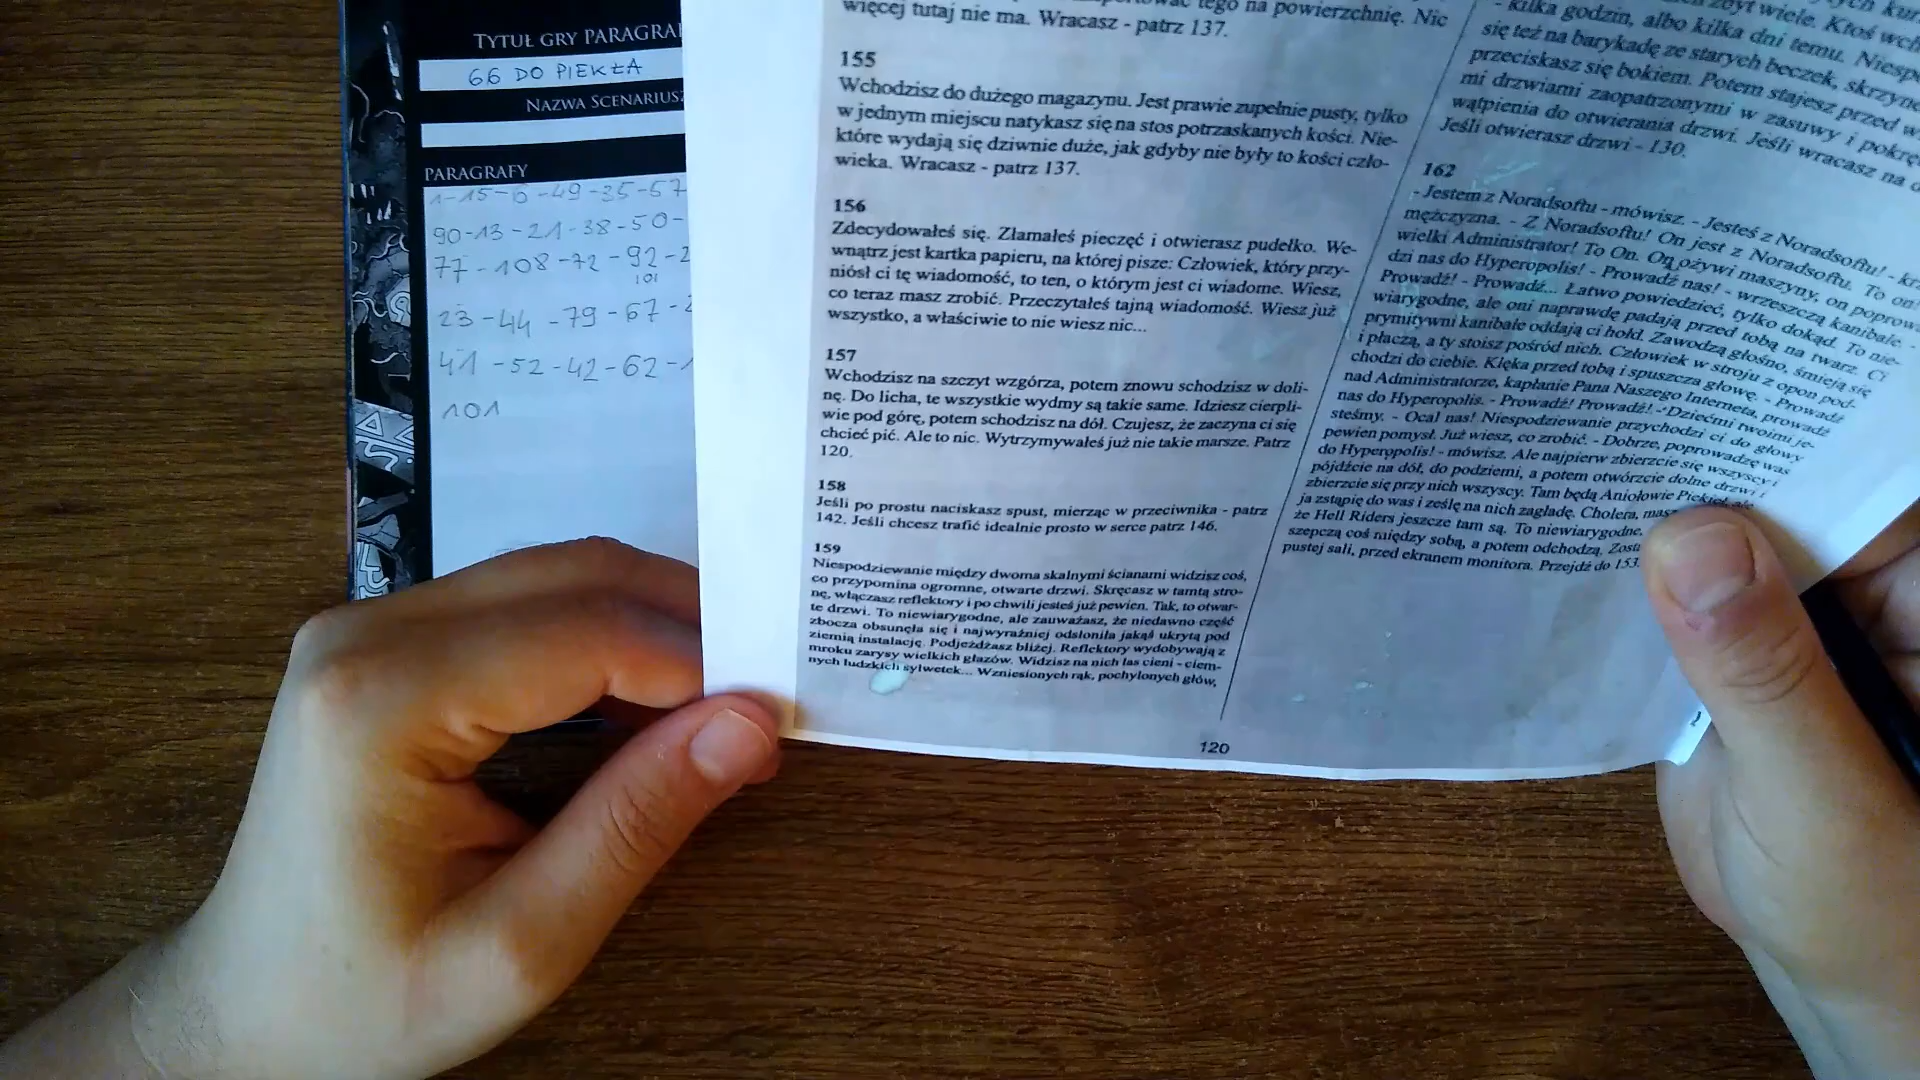 TYTUŁ GRY PARAGRA
66 DO PIEKŁA
NAZWA SCENARIUSZ
PARAGRAFY
1-15-6-49-35-57
90-13-21-38-50-
77-108-72-92-2
101
23-44-79-67-2
41-52-42-62-1
101
tego na powierzchnię. Nic
więcej tutaj nie ma. Wracasz - patrz 137.
155
Wchodzisz do dużego magazynu. Jest prawie zupełnie pusty, tylko
w jednym miejscu natykasz się na stos potrzaskanych kości. Nie-
które wydają się dziwnie duże, jak gdyby nie były to kości czło-
wieka. Wracasz - patrz 137.
156
Zdecydowałeś się. Złamałeś pieczęć i otwierasz pudełko. We-
wnątrz jest kartka papieru, na której pisze: Człowiek, który przy-
niósł ci tę wiadomość, to ten, o którym jest ci wiadome. Wiesz,
co teraz masz zrobić. Przeczytałeś tajną wiadomość. Wiesz już
wszystko, a właściwie to nie wiesz nic...
157
Wchodzisz na szczyt wzgórza, potem znowu schodzisz w doli-
nę. Do licha, te wszystkie wydmy są takie same. Idziesz cierpli-
wie pod górę, potem schodzisz na dół. Czujesz, że zaczyna ci się
chcieć pić. Ale to nic. Wytrzymywałeś już nie takie marsze. Patrz
120.
158
Jeśli po prostu naciskasz spust, mierząc w przeciwnika - patrz
142. Jeśli chcesz trafić idealnie prosto w serce patrz 146.
159
Niespodziewanie między dwoma skalnymi ścianami widzisz coś,
co przypomina ogromne, otwarte drzwi. Skręcasz w tamtą stro-
nę, włączasz reflektory i po chwili jesteś już pewien. Tak, to otwar-
te drzwi. To niewiarygodne, ale zauważasz, że niedawno część
zbocza obsunęła się i najwyraźniej odsłoniła jakąś ukrytą pod
ziemią instalację. Podjeżdżasz bliżej. Reflektory wydobywają z
mroku zarysy wielkich głazów. Widzisz na nich las cieni - ciem-
nych ludzkich sylwetek... Wzniesionych rąk, pochylonych głów,
zbyt wiele. Ktoś
- kilka godzin, albo kilka dni temu.
się też na barykadę ze starych beczek, skrzyne
przeciskasz się bokiem. Potem stajesz przed w
mi drzwiami zaopatrzonymi w zasuwy i pokrę
wątpienia do otwierania drzwi. Jeśli wracasz na
Jeśli otwierasz drzwi - 130.
162
- Jestem z Noradsoftu - mówisz. - Jesteś z Noradsoftu! - krz
mężczyzna. - Z Noradsoftu! On jest z Noradsoftu. To on!
wielki Administrator! To On. On ożywi maszyny, on poprowa
dzi nas do Hyperopolis! - Prowadź nas! - wrzeszczą kanibale. -
Prowadź! - Prowadź... Łatwo powiedzieć, tylko dokąd. To nie-
wiarygodne, ale oni naprawdę padają przed tobą na twarz. Ci
prymitywni kanibale oddają ci hołd. Zawodzą głośno, śmieją się
i płaczą, a ty stoisz pośród nich. Człowiek w stroju z opon pod-
chodzi do ciebie. Klęka przed tobą i spuszcza głowę. - Prowadź
nad Administratorze, kapłanie Pana Naszego Interneta, prowadź
nas do Hyperopolis. - Prowadź! Prowadź! - Dziećmi twoimi je-
steśmy. - Ocal nas! Niespodziewanie przychodzi ci do głowy
pewien pomysł. Już wiesz, co zrobić. - Dobrze, poprowadzę was
do Hyperopolis! - mówisz. Ale najpierw zbierzcie się wszyscy i
pójdźcie na dół, do podziemi, a potem otwórzcie dolne drzwi i
zbierzcie się przy nich wszyscy. Tam będą Aniołowie Piekieł, ale
ja zstąpię do was i ześlę na nich zagładę. Cholera, masz
że Hell Riders jeszcze tam są. To niewiarygodne,
szepczą coś między sobą, a potem odchodzą.
pustej sali, przed ekranem monitora. Przejdź do 153.
120